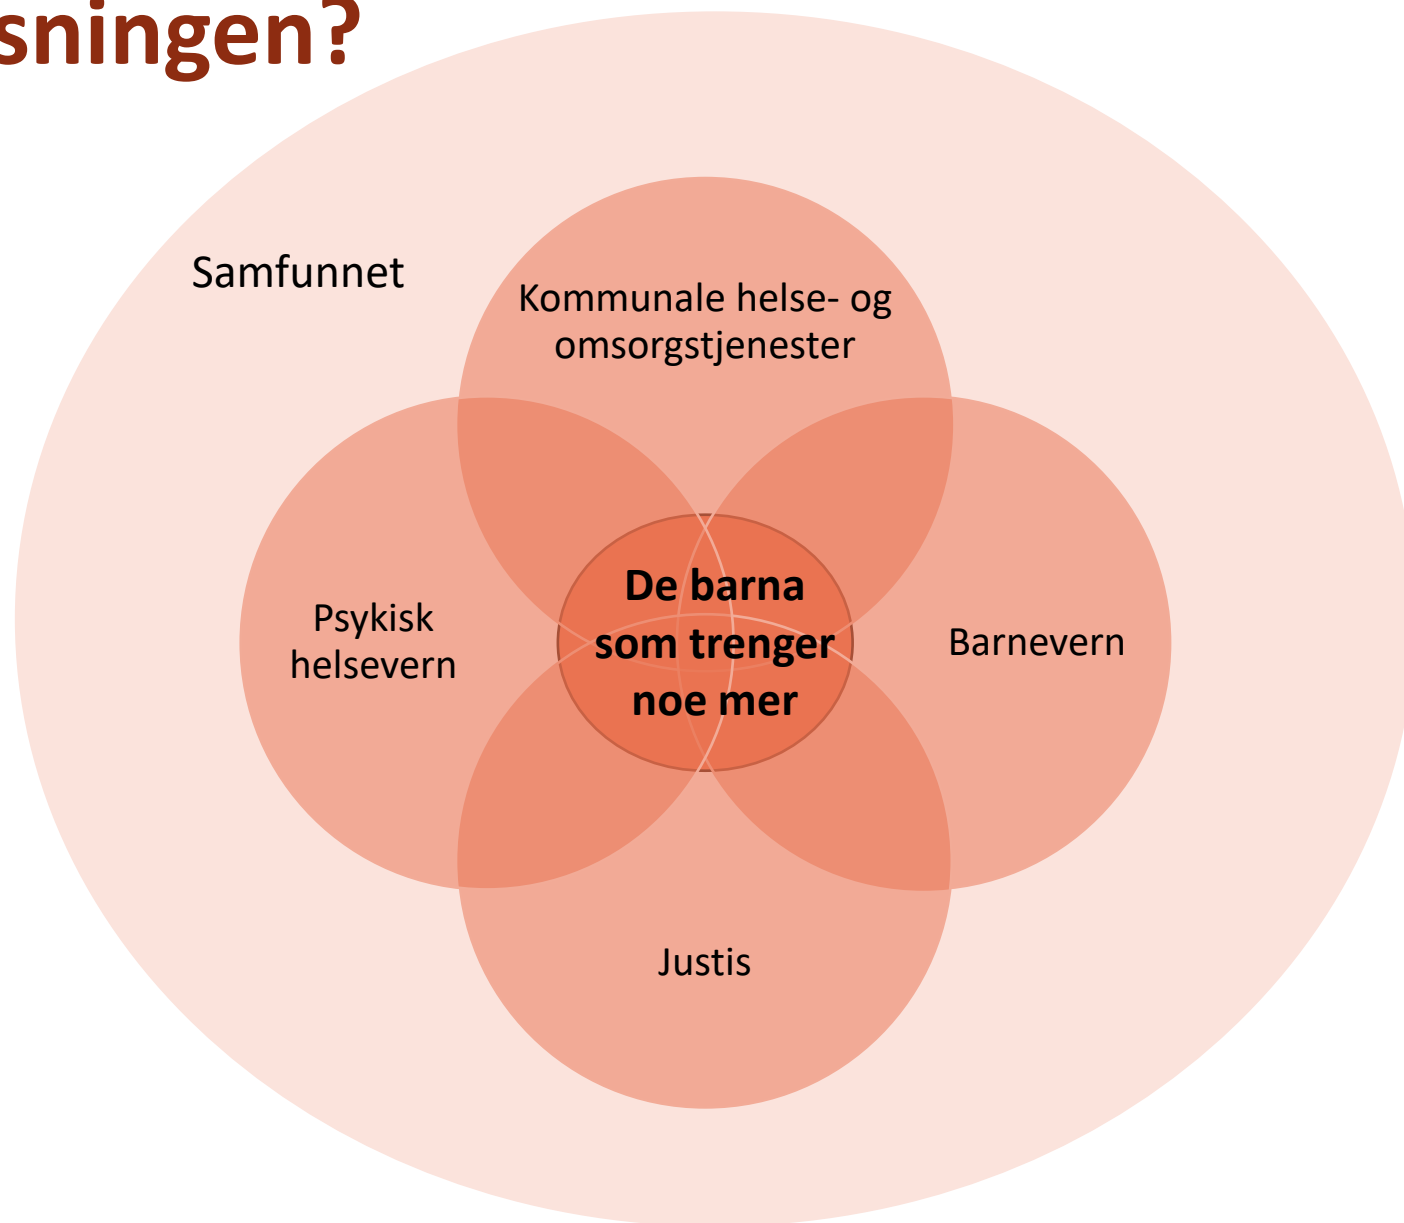 sningen?
Samfunnet
Kommunale helse- og
omsorgstjenester
Psykisk
helsevern
De barna
som trenger
noe mer
Barnevern
Justis